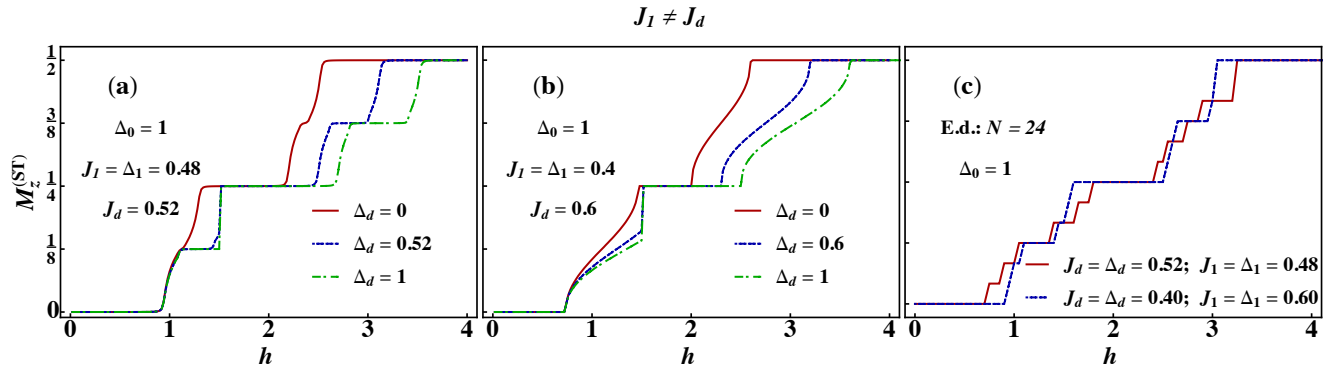 J₁ ≠ J_d
M_z^(ST)
1/2
3/8
1/4
1/8
0
(a)
Δ₀ = 1
J₁ = Δ₁ = 0.48
J_d = 0.52
Δ_d = 0
Δ_d = 0.52
Δ_d = 1
0 1 2 3 4
h
(b)
Δ₀ = 1
J₁ = Δ₁ = 0.4
J_d = 0.6
Δ_d = 0
Δ_d = 0.6
Δ_d = 1
0 1 2 3 4
h
(c)
E.d.: N = 24
Δ₀ = 1
J_d = Δ_d = 0.52; J₁ = Δ₁ = 0.48
J_d = Δ_d = 0.40; J₁ = Δ₁ = 0.60
0 1 2 3 4
h